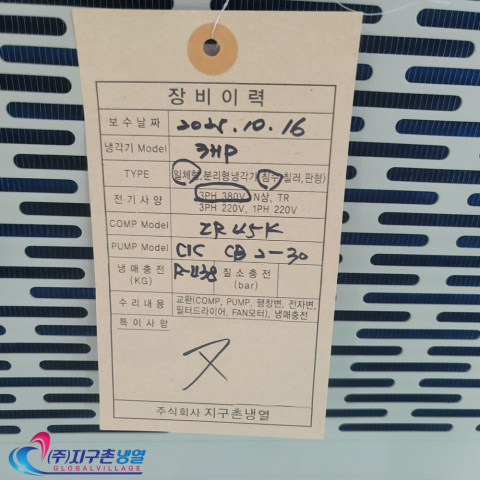 장비이력
보수날짜 2025.10.16
냉각기 Model 3HP
TYPE 일체형,분리형냉각기,침수,칠러,판형)
전기사양 3PH 380V, N상, TR
3PH 220V, 1PH 220V
COMP Model ZR45K
PUMP Model C1C CB 2-30
냉매충전 (KG) 질소충전 (bar)
수리내용 교환(COMP, PUMP, 팽창변, 전자변,
필터드라이어, FAN모터), 냉매충전
특이사항
주식회사 지구촌냉열
(주)지구촌냉열
GLOBALVILLAGE